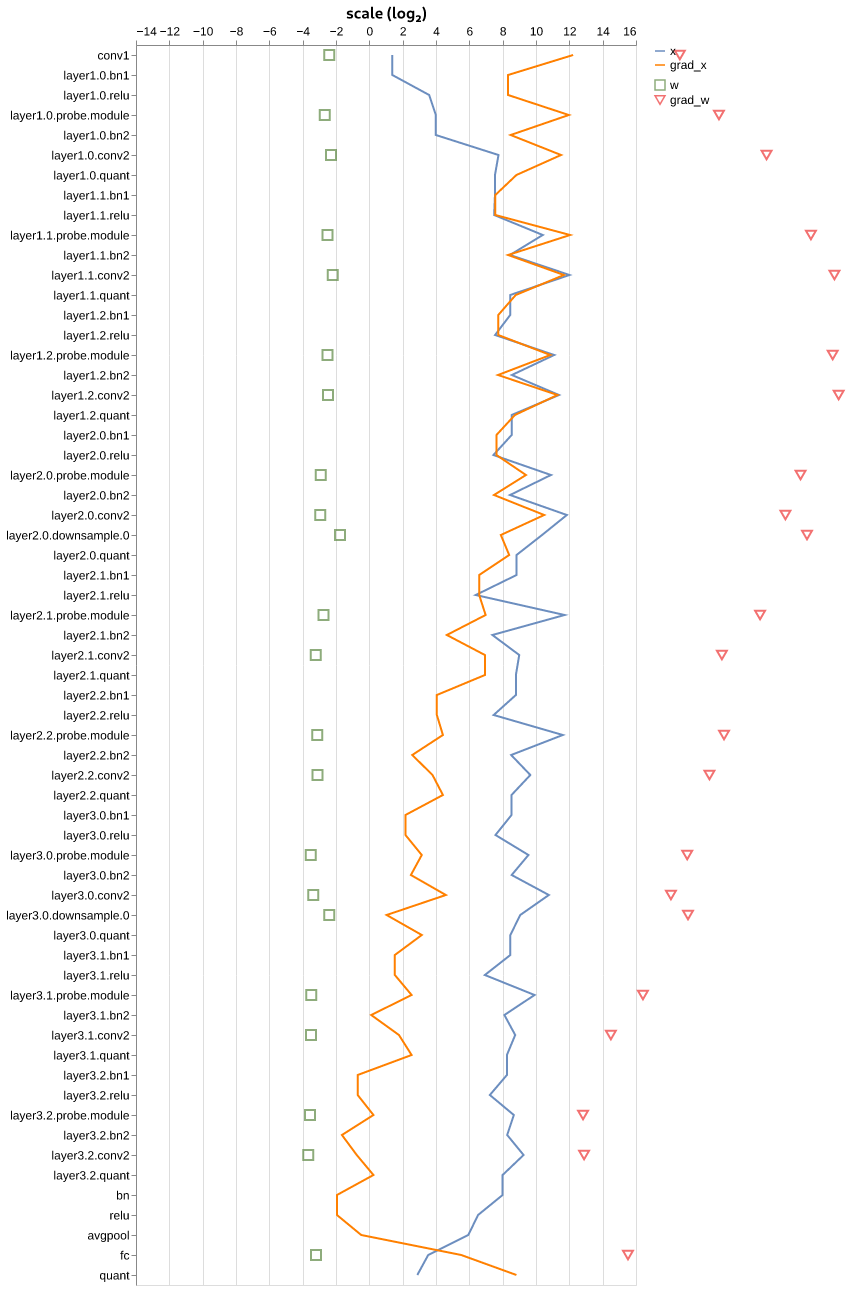 scale (log₂)
−14 −12 −10 −8 −6 −4 −2 0 2 4 6 8 10 12 14 16
x
grad_x
w
grad_w
conv1
layer1.0.bn1
layer1.0.relu
layer1.0.probe.module
layer1.0.bn2
layer1.0.conv2
layer1.0.quant
layer1.1.bn1
layer1.1.relu
layer1.1.probe.module
layer1.1.bn2
layer1.1.conv2
layer1.1.quant
layer1.2.bn1
layer1.2.relu
layer1.2.probe.module
layer1.2.bn2
layer1.2.conv2
layer1.2.quant
layer2.0.bn1
layer2.0.relu
layer2.0.probe.module
layer2.0.bn2
layer2.0.conv2
layer2.0.downsample.0
layer2.0.quant
layer2.1.bn1
layer2.1.relu
layer2.1.probe.module
layer2.1.bn2
layer2.1.conv2
layer2.1.quant
layer2.2.bn1
layer2.2.relu
layer2.2.probe.module
layer2.2.bn2
layer2.2.conv2
layer2.2.quant
layer3.0.bn1
layer3.0.relu
layer3.0.probe.module
layer3.0.bn2
layer3.0.conv2
layer3.0.downsample.0
layer3.0.quant
layer3.1.bn1
layer3.1.relu
layer3.1.probe.module
layer3.1.bn2
layer3.1.conv2
layer3.1.quant
layer3.2.bn1
layer3.2.relu
layer3.2.probe.module
layer3.2.bn2
layer3.2.conv2
layer3.2.quant
bn
relu
avgpool
fc
quant